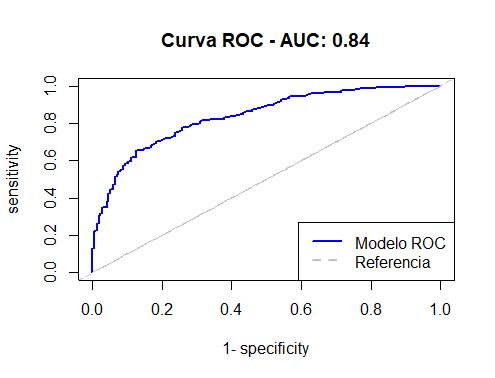 Curva ROC - AUC: 0.84
sensitivity
1.0
0.8
0.6
0.4
0.2
0.0
Modelo ROC
Referencia
0.0 0.2 0.4 0.6 0.8 1.0
1- specificity